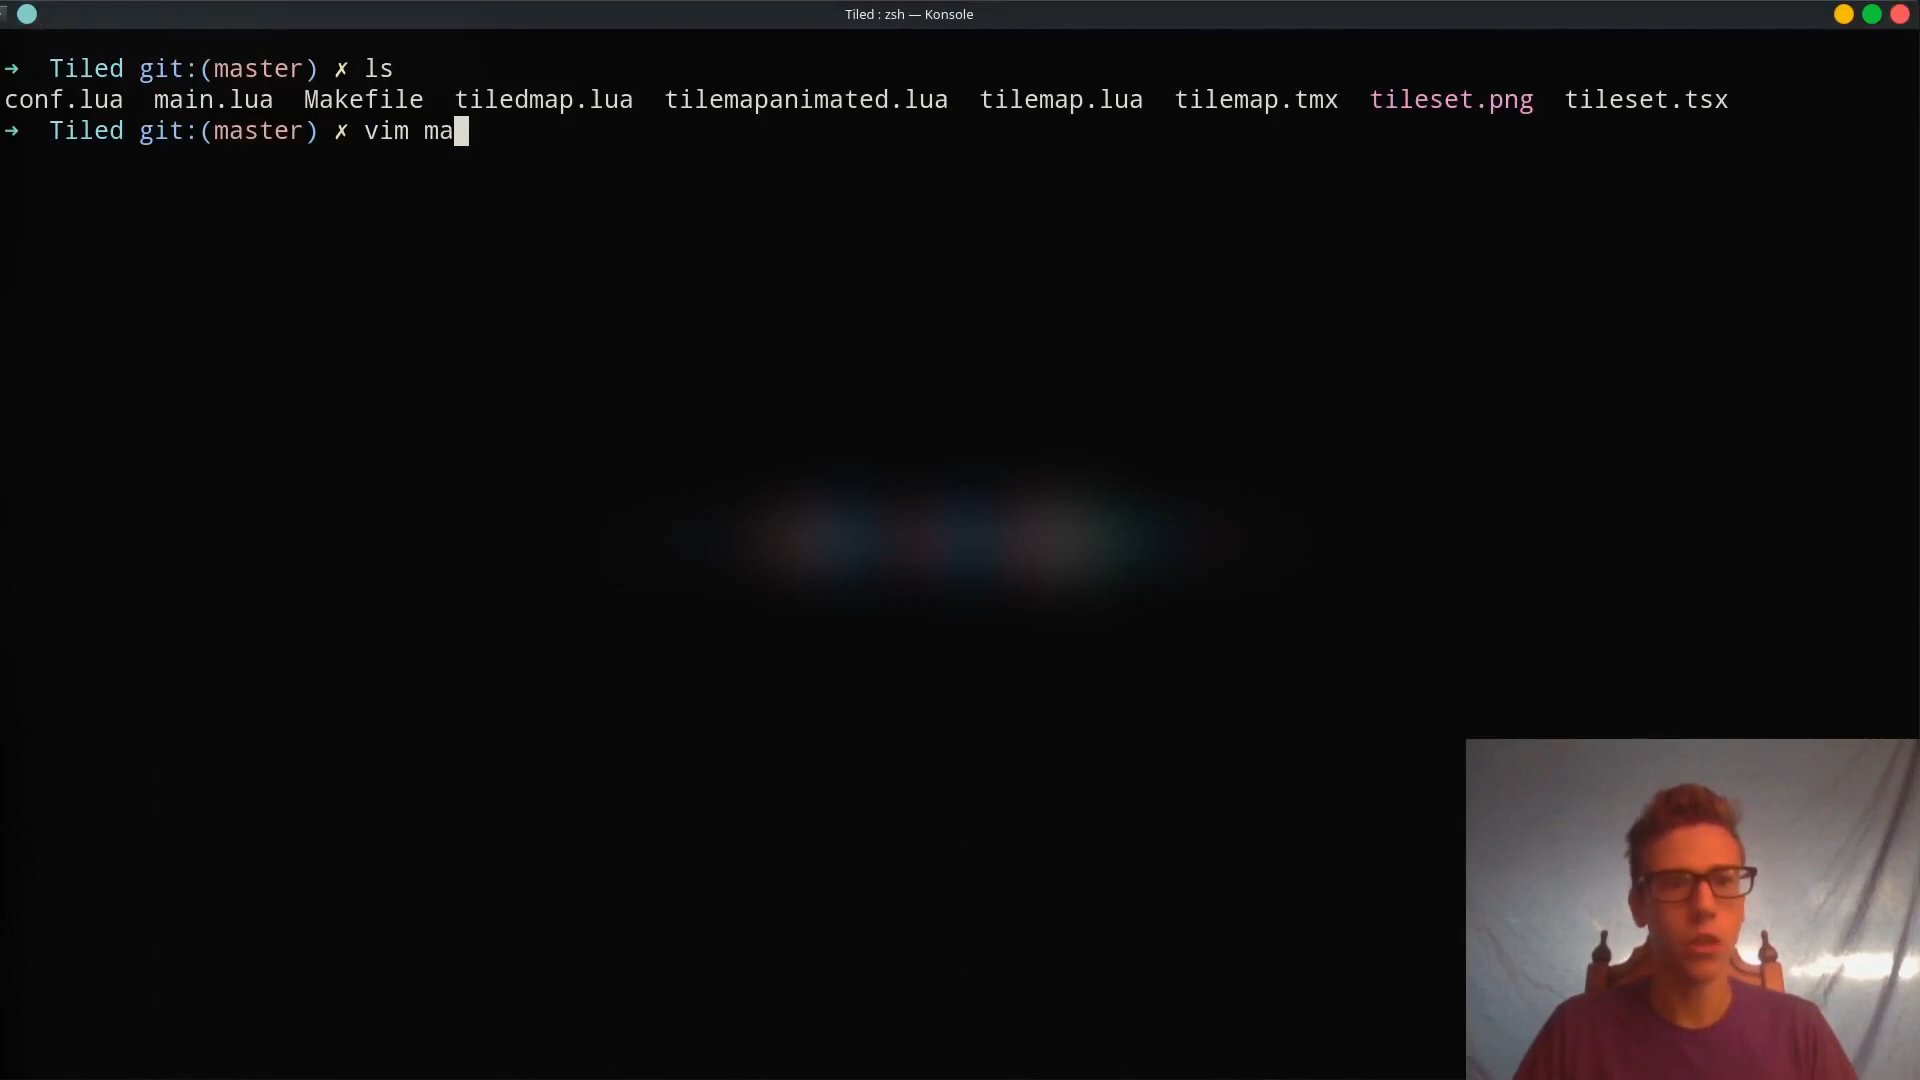 Tiled : zsh — Konsole
➜  Tiled git:(master) ✗ ls
conf.lua  main.lua  Makefile  tiledmap.lua  tilemapanimated.lua  tilemap.lua  tilemap.tmx  tileset.png  tileset.tsx
➜  Tiled git:(master) ✗ vim ma